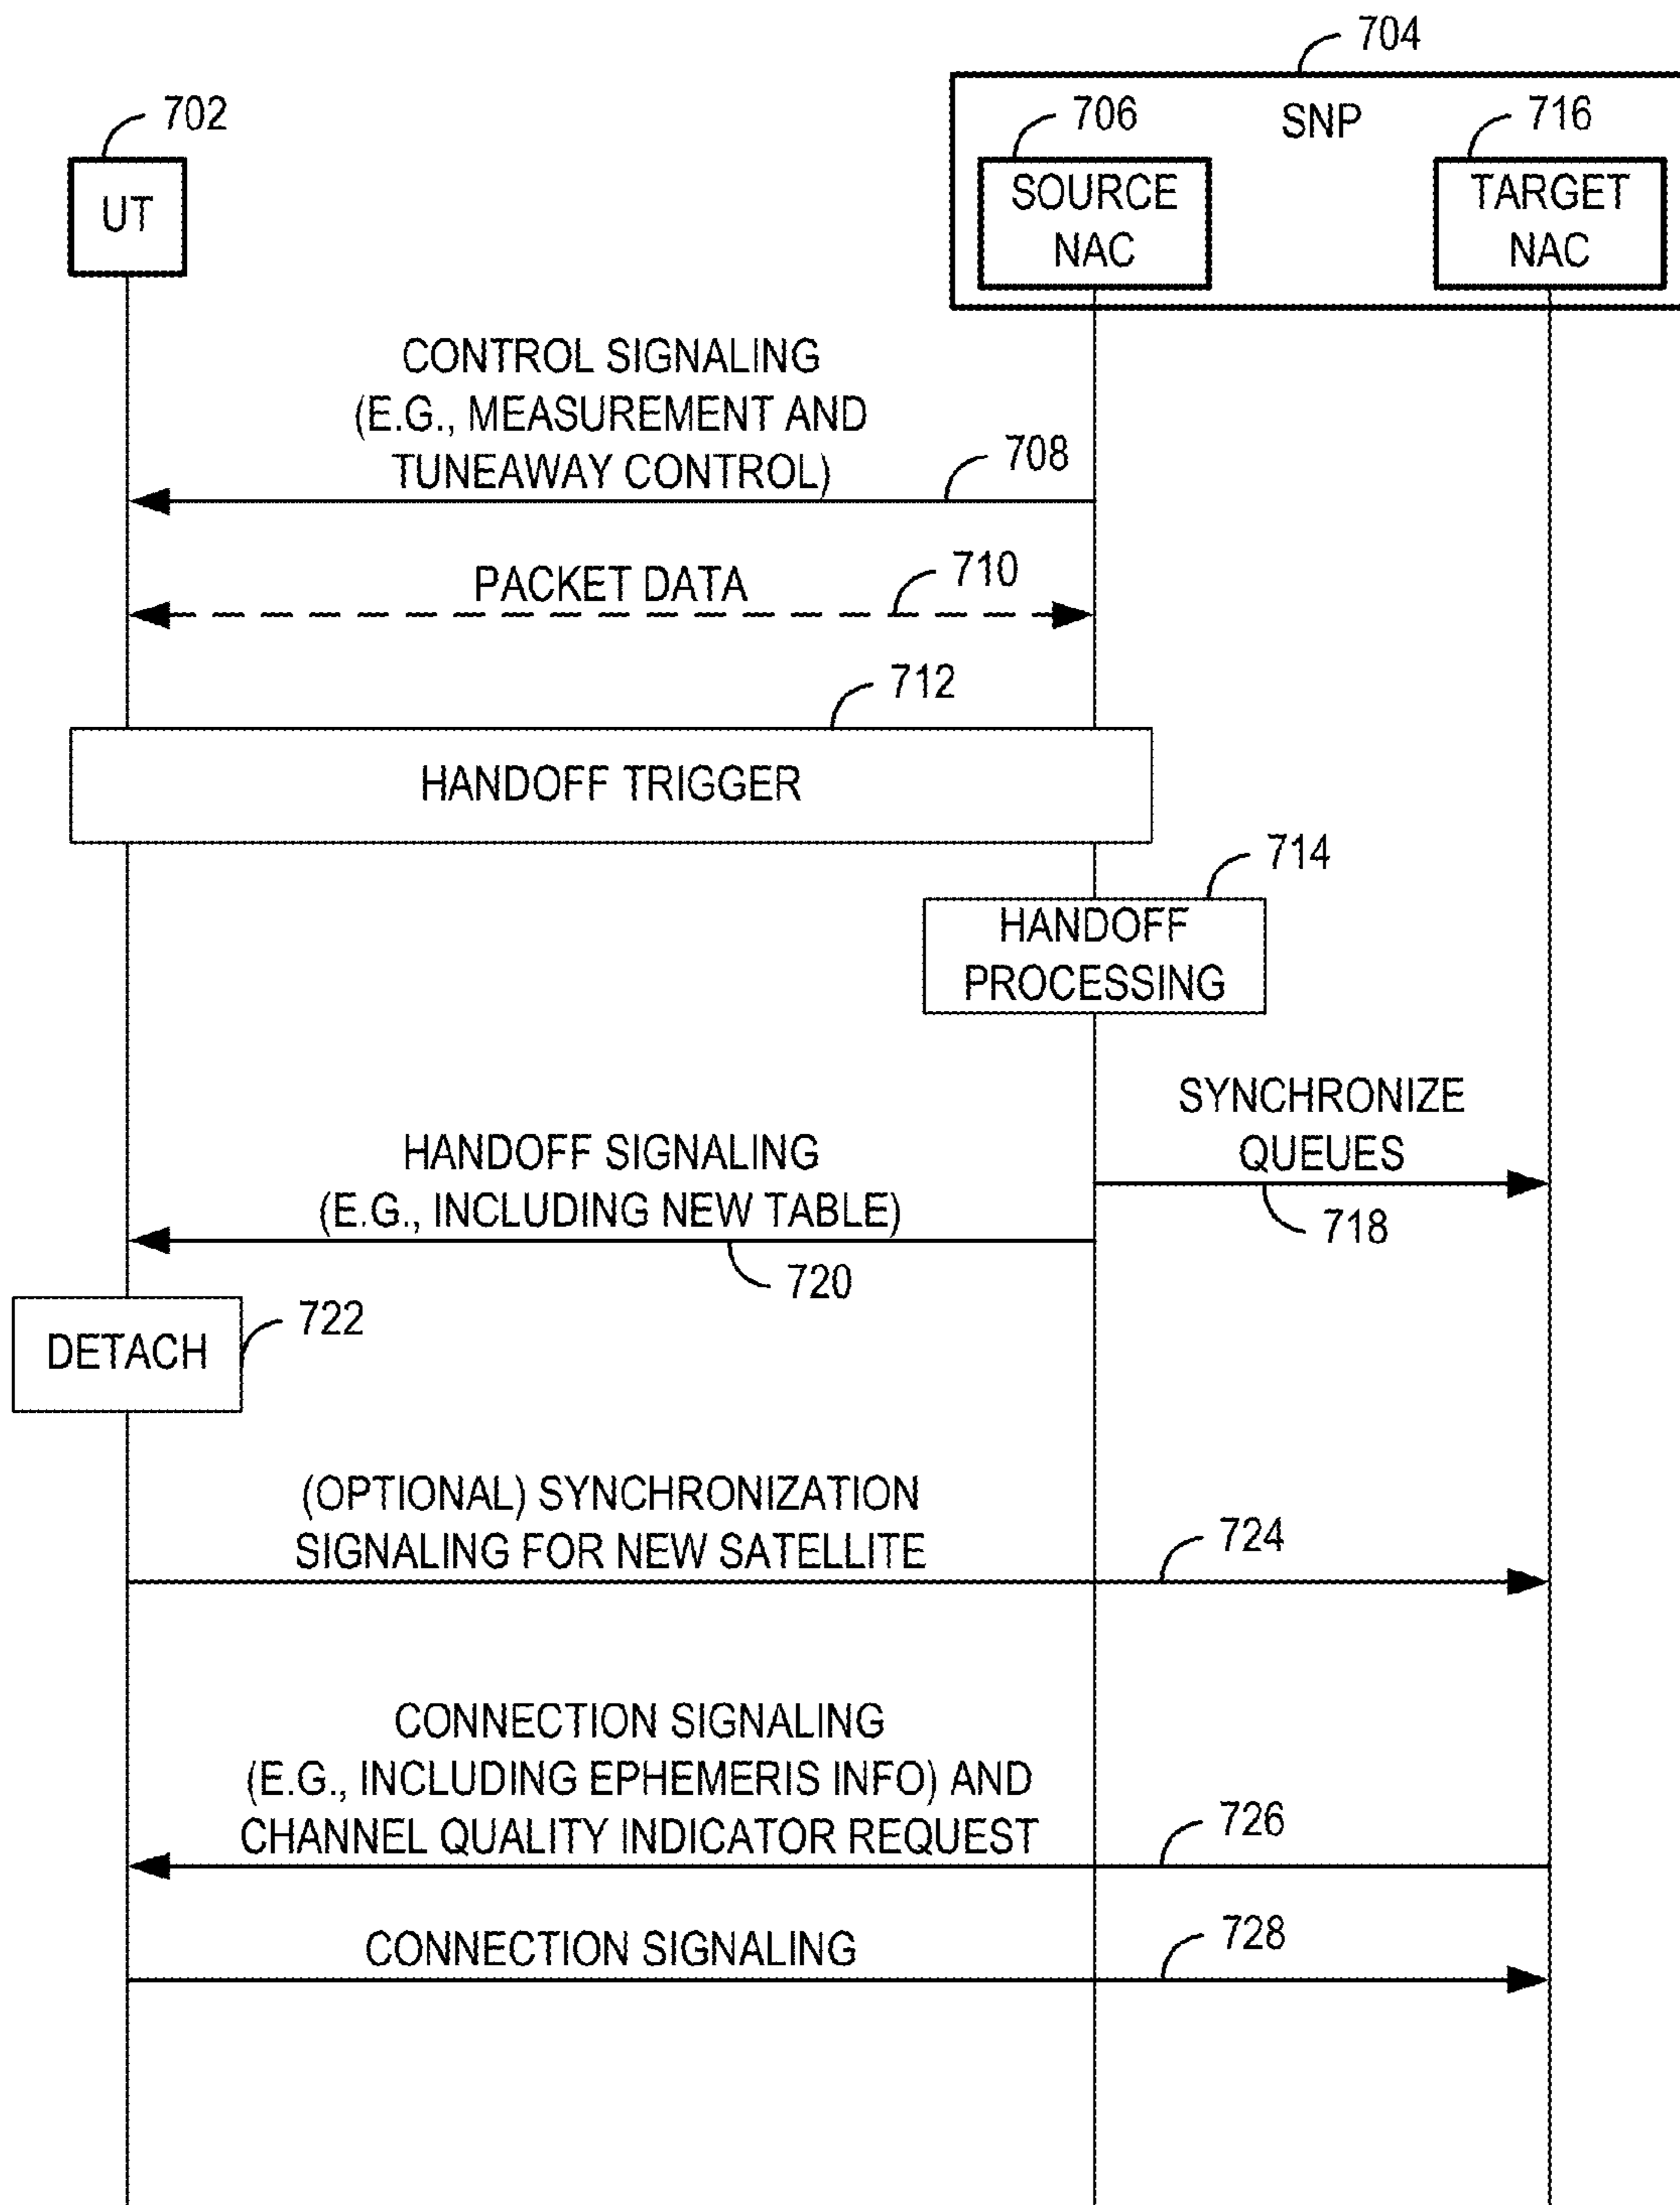 704
702
706
SNP
716
UT
SOURCE
NAC
TARGET
NAC
CONTROL SIGNALING
(E.G., MEASUREMENT AND
TUNEAWAY CONTROL)
708
PACKET DATA
710
712
HANDOFF TRIGGER
714
HANDOFF
PROCESSING
SYNCHRONIZE
QUEUES
718
HANDOFF SIGNALING
(E.G., INCLUDING NEW TABLE)
720
DETACH
722
(OPTIONAL) SYNCHRONIZATION
SIGNALING FOR NEW SATELLITE
724
CONNECTION SIGNALING
(E.G., INCLUDING EPHEMERIS INFO) AND
CHANNEL QUALITY INDICATOR REQUEST
726
CONNECTION SIGNALING
728